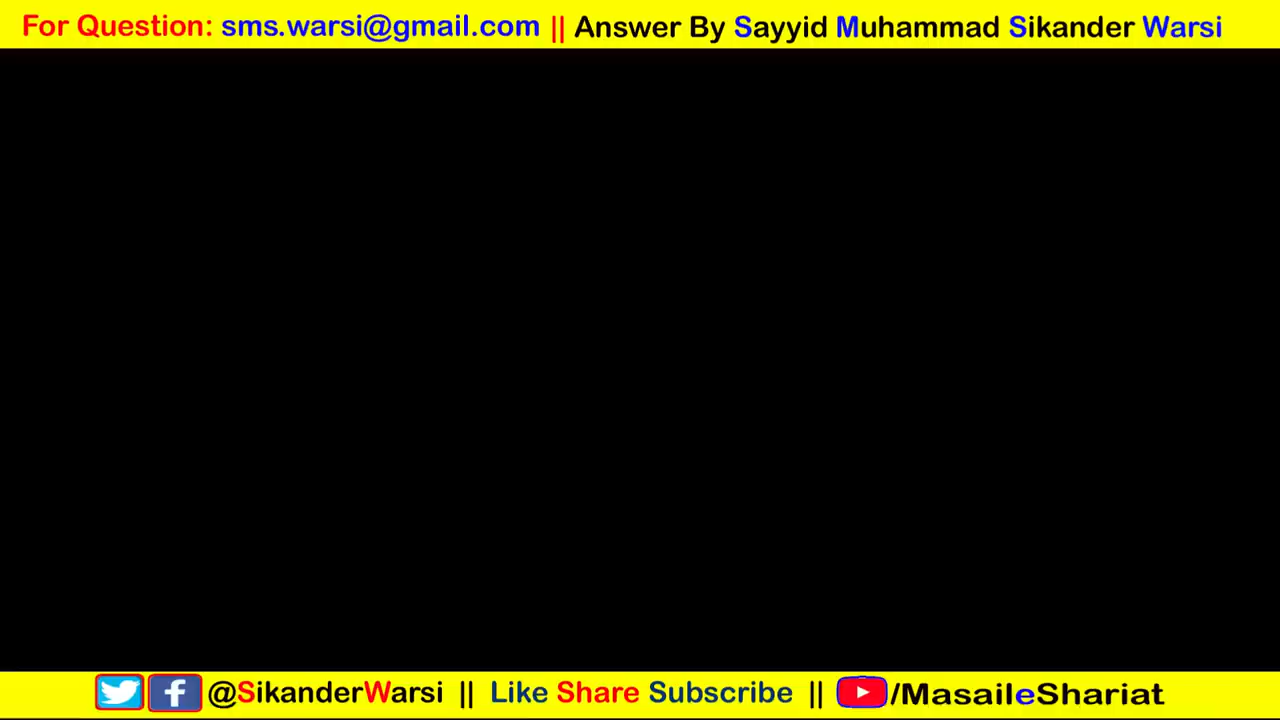 For Question: sms.warsi@gmail.com || Answer By Sayyid Muhammad Sikander Warsi
@SikanderWarsi || Like Share Subscribe || /MasaileShariat